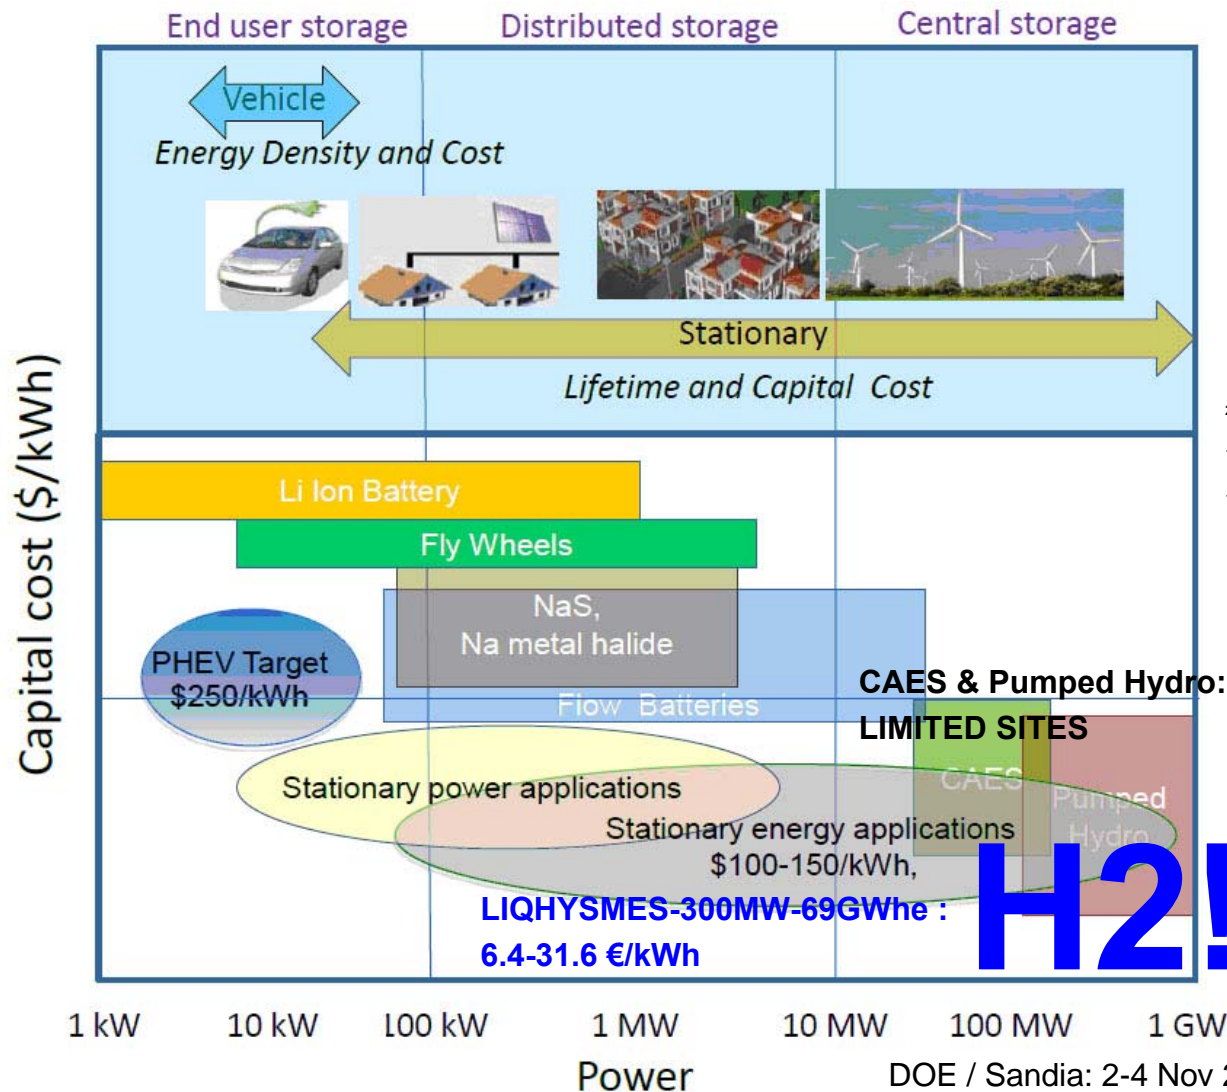 End user storage Distributed storage Central storage
Vehicle
Energy Density and Cost
Stationary
Lifetime and Capital Cost
Capital cost ($/kWh)
Li Ion Battery
Fly Wheels
NaS,
Na metal halide
PHEV Target
$250/kWh
Flow Batteries
CAES & Pumped Hydro:
LIMITED SITES
CAES
Pumped
Hydro
Stationary power applications
Stationary energy applications
$100-150/kWh,
LIQHYSMES-300MW-69GWhe :
6.4-31.6 €/kWh
H2!
1 kW 10 kW 100 kW 1 MW 10 MW 100 MW 1 GW
Power
DOE / Sandia: 2-4 Nov